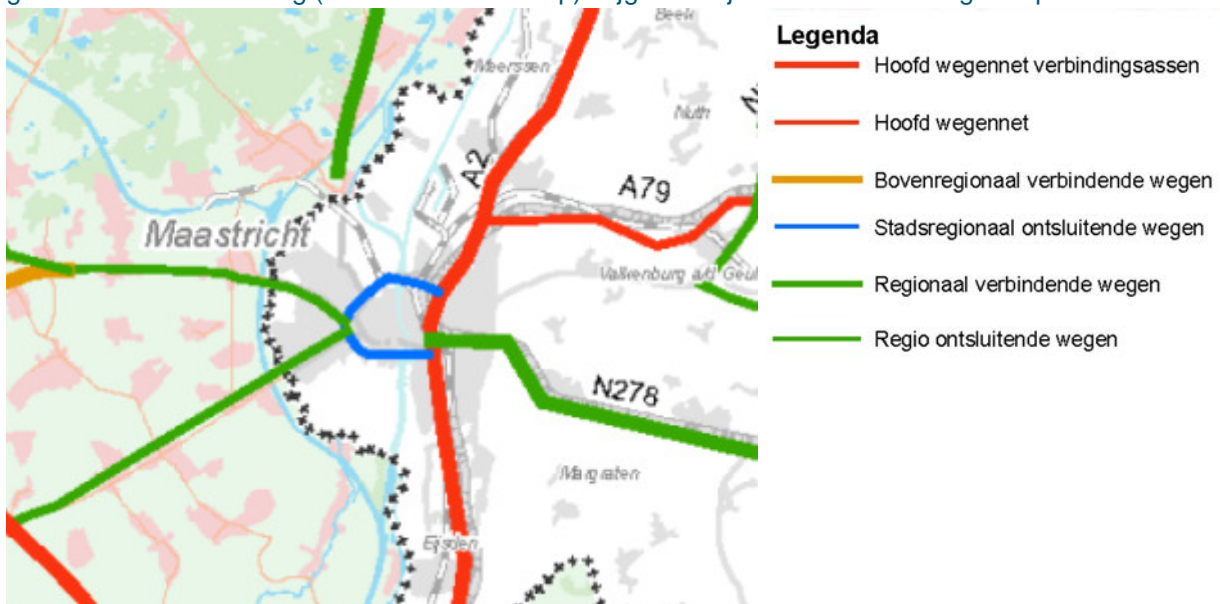 Beek
Meerssen
Nuth
A2
A79
Maastricht
Valkenburg a/d Geul
N278
Margraten
Eijsden
Legenda
Hoofd wegennet verbindingsassen
Hoofd wegennet
Bovenregionaal verbindende wegen
Stadsregionaal ontsluitende wegen
Regionaal verbindende wegen
Regio ontsluitende wegen